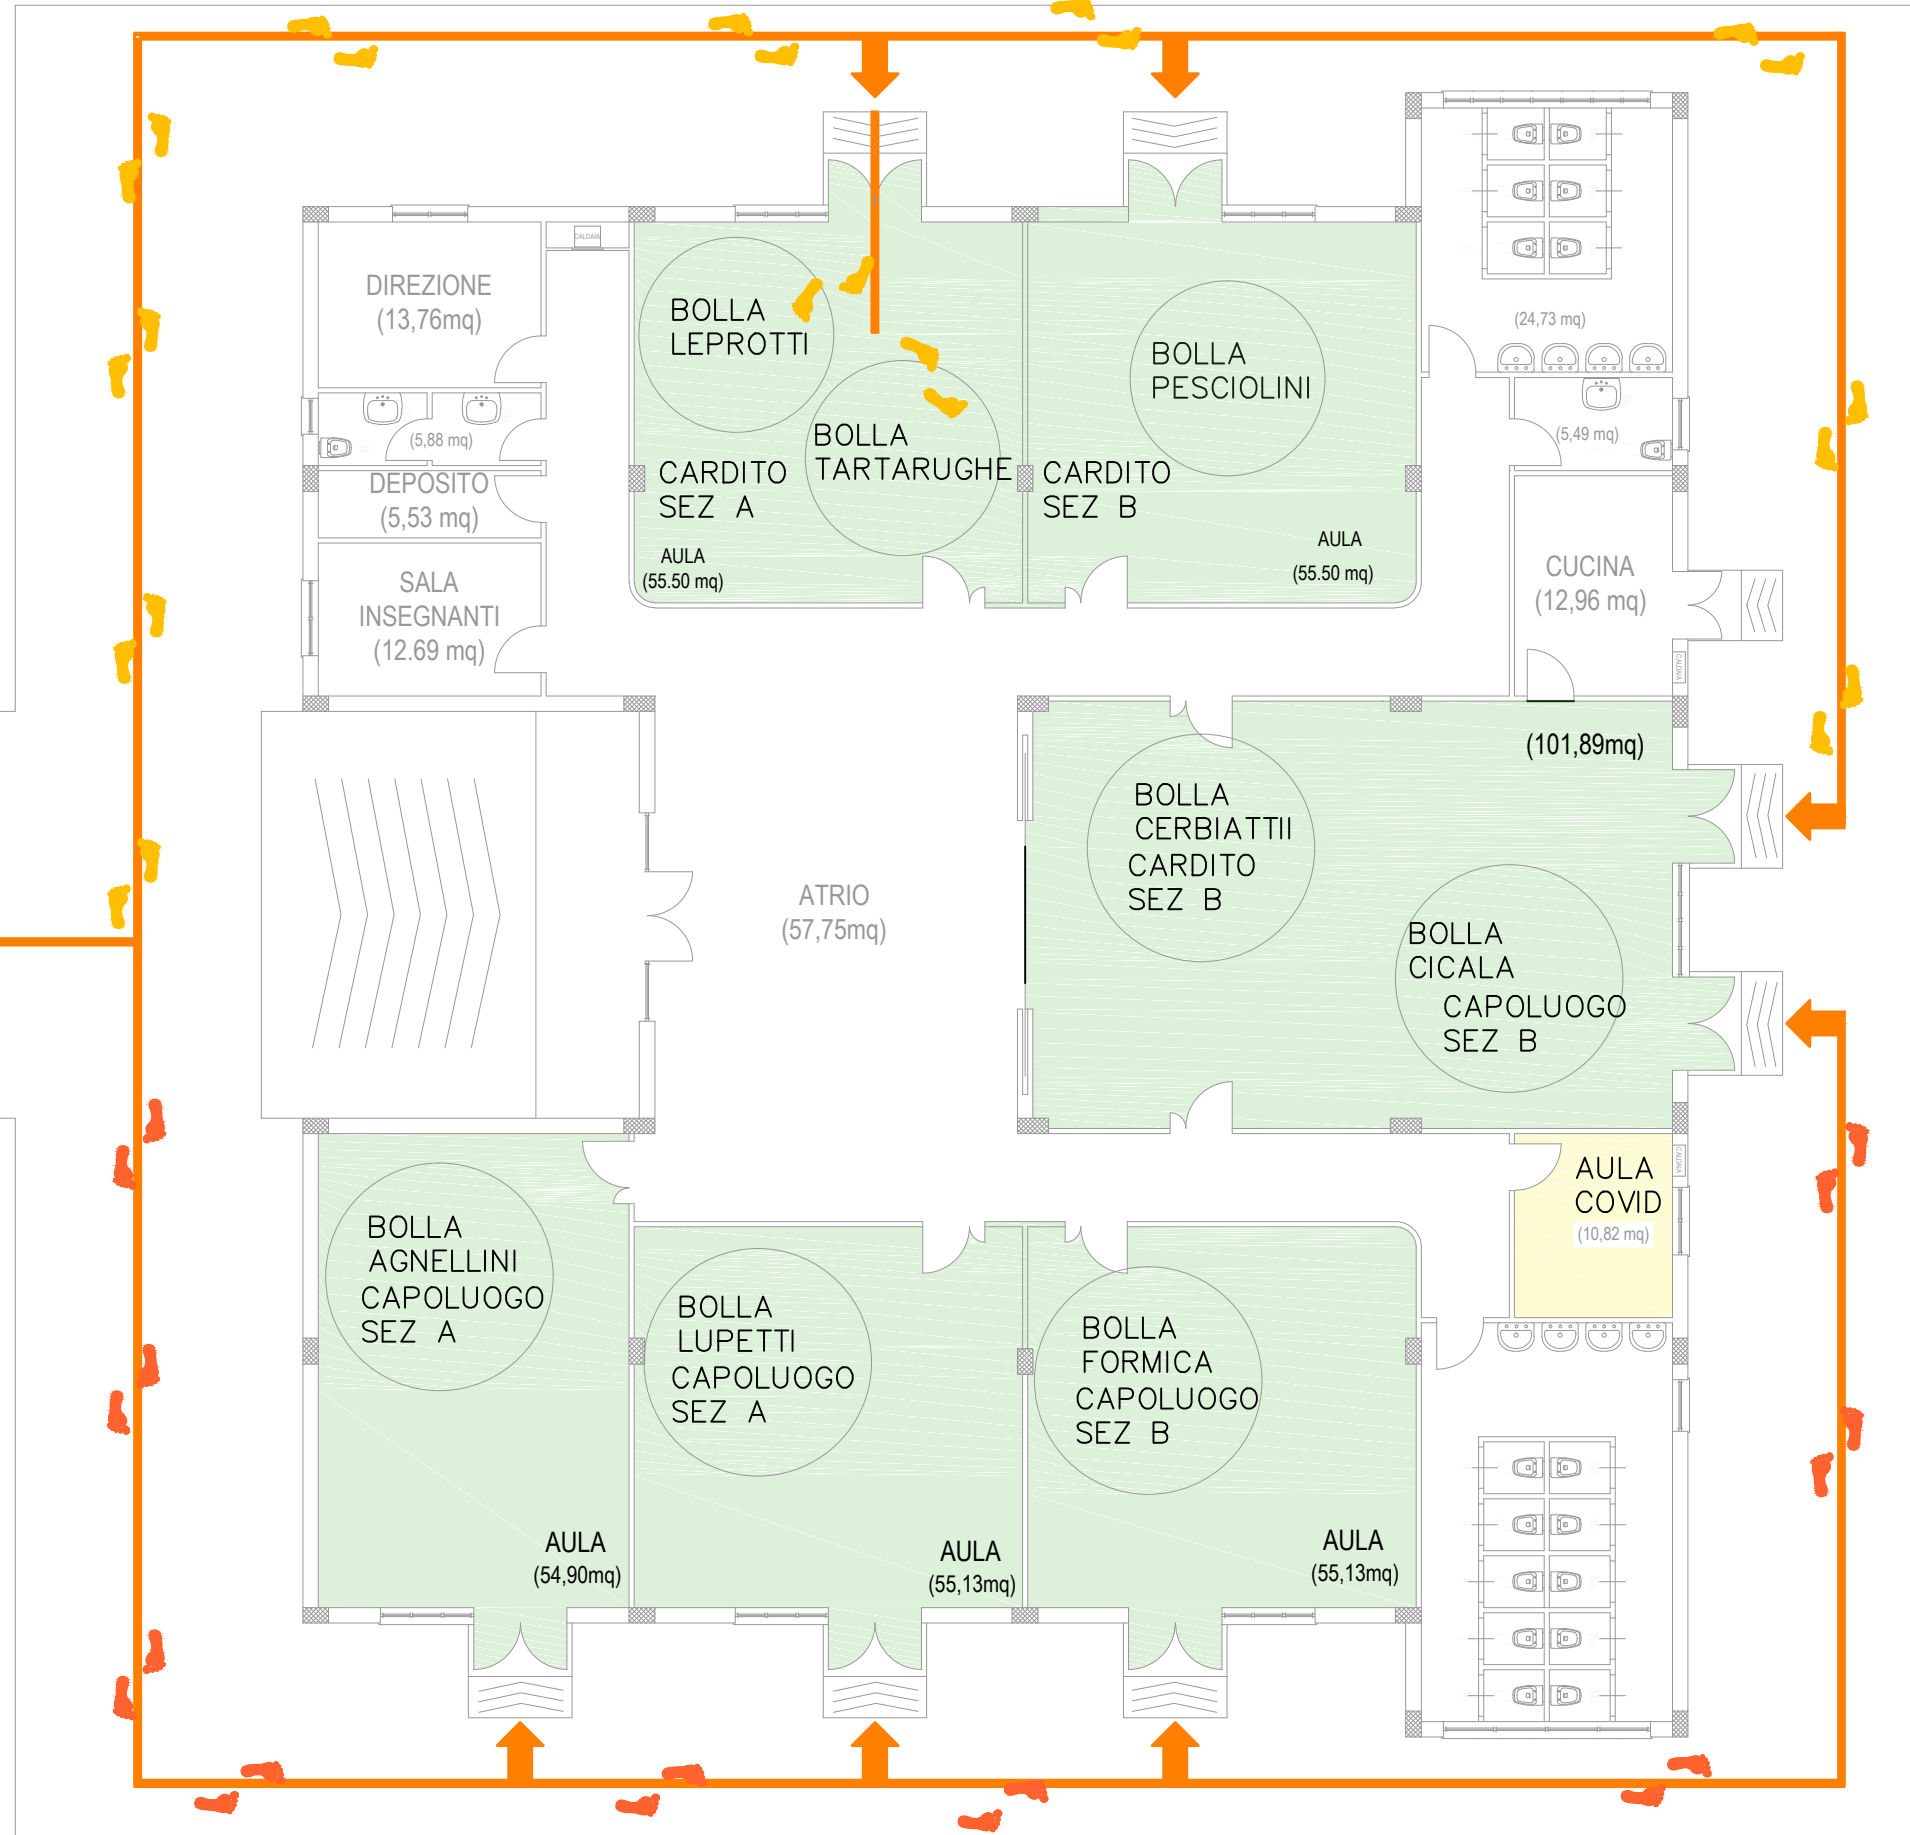 CALDAIA
DIREZIONE
(13,76mq)
BOLLA
LEPROTTI
BOLLA
PESCIOLINI
(24,73 mq)
(5,88 mq)
BOLLA
TARTARUGHE
(5,49 mq)
CARDITO
SEZ A
CARDITO
SEZ B
DEPOSITO
(5,53 mq)
AULA
(55.50 mq)
AULA
(55.50 mq)
SALA
INSEGNANTI
(12.69 mq)
CUCINA
(12,96 mq)
CALDAIA
(101,89mq)
BOLLA
CERBIATTII
CARDITO
SEZ B
ATRIO
(57,75mq)
BOLLA
CICALA
CAPOLUOGO
SEZ B
AULA
COVID
(10,82 mq)
CALDAIA
BOLLA
AGNELLINI
CAPOLUOGO
SEZ A
BOLLA
LUPETTI
CAPOLUOGO
SEZ A
BOLLA
FORMICA
CAPOLUOGO
SEZ B
AULA
(54,90mq)
AULA
(55,13mq)
AULA
(55,13mq)